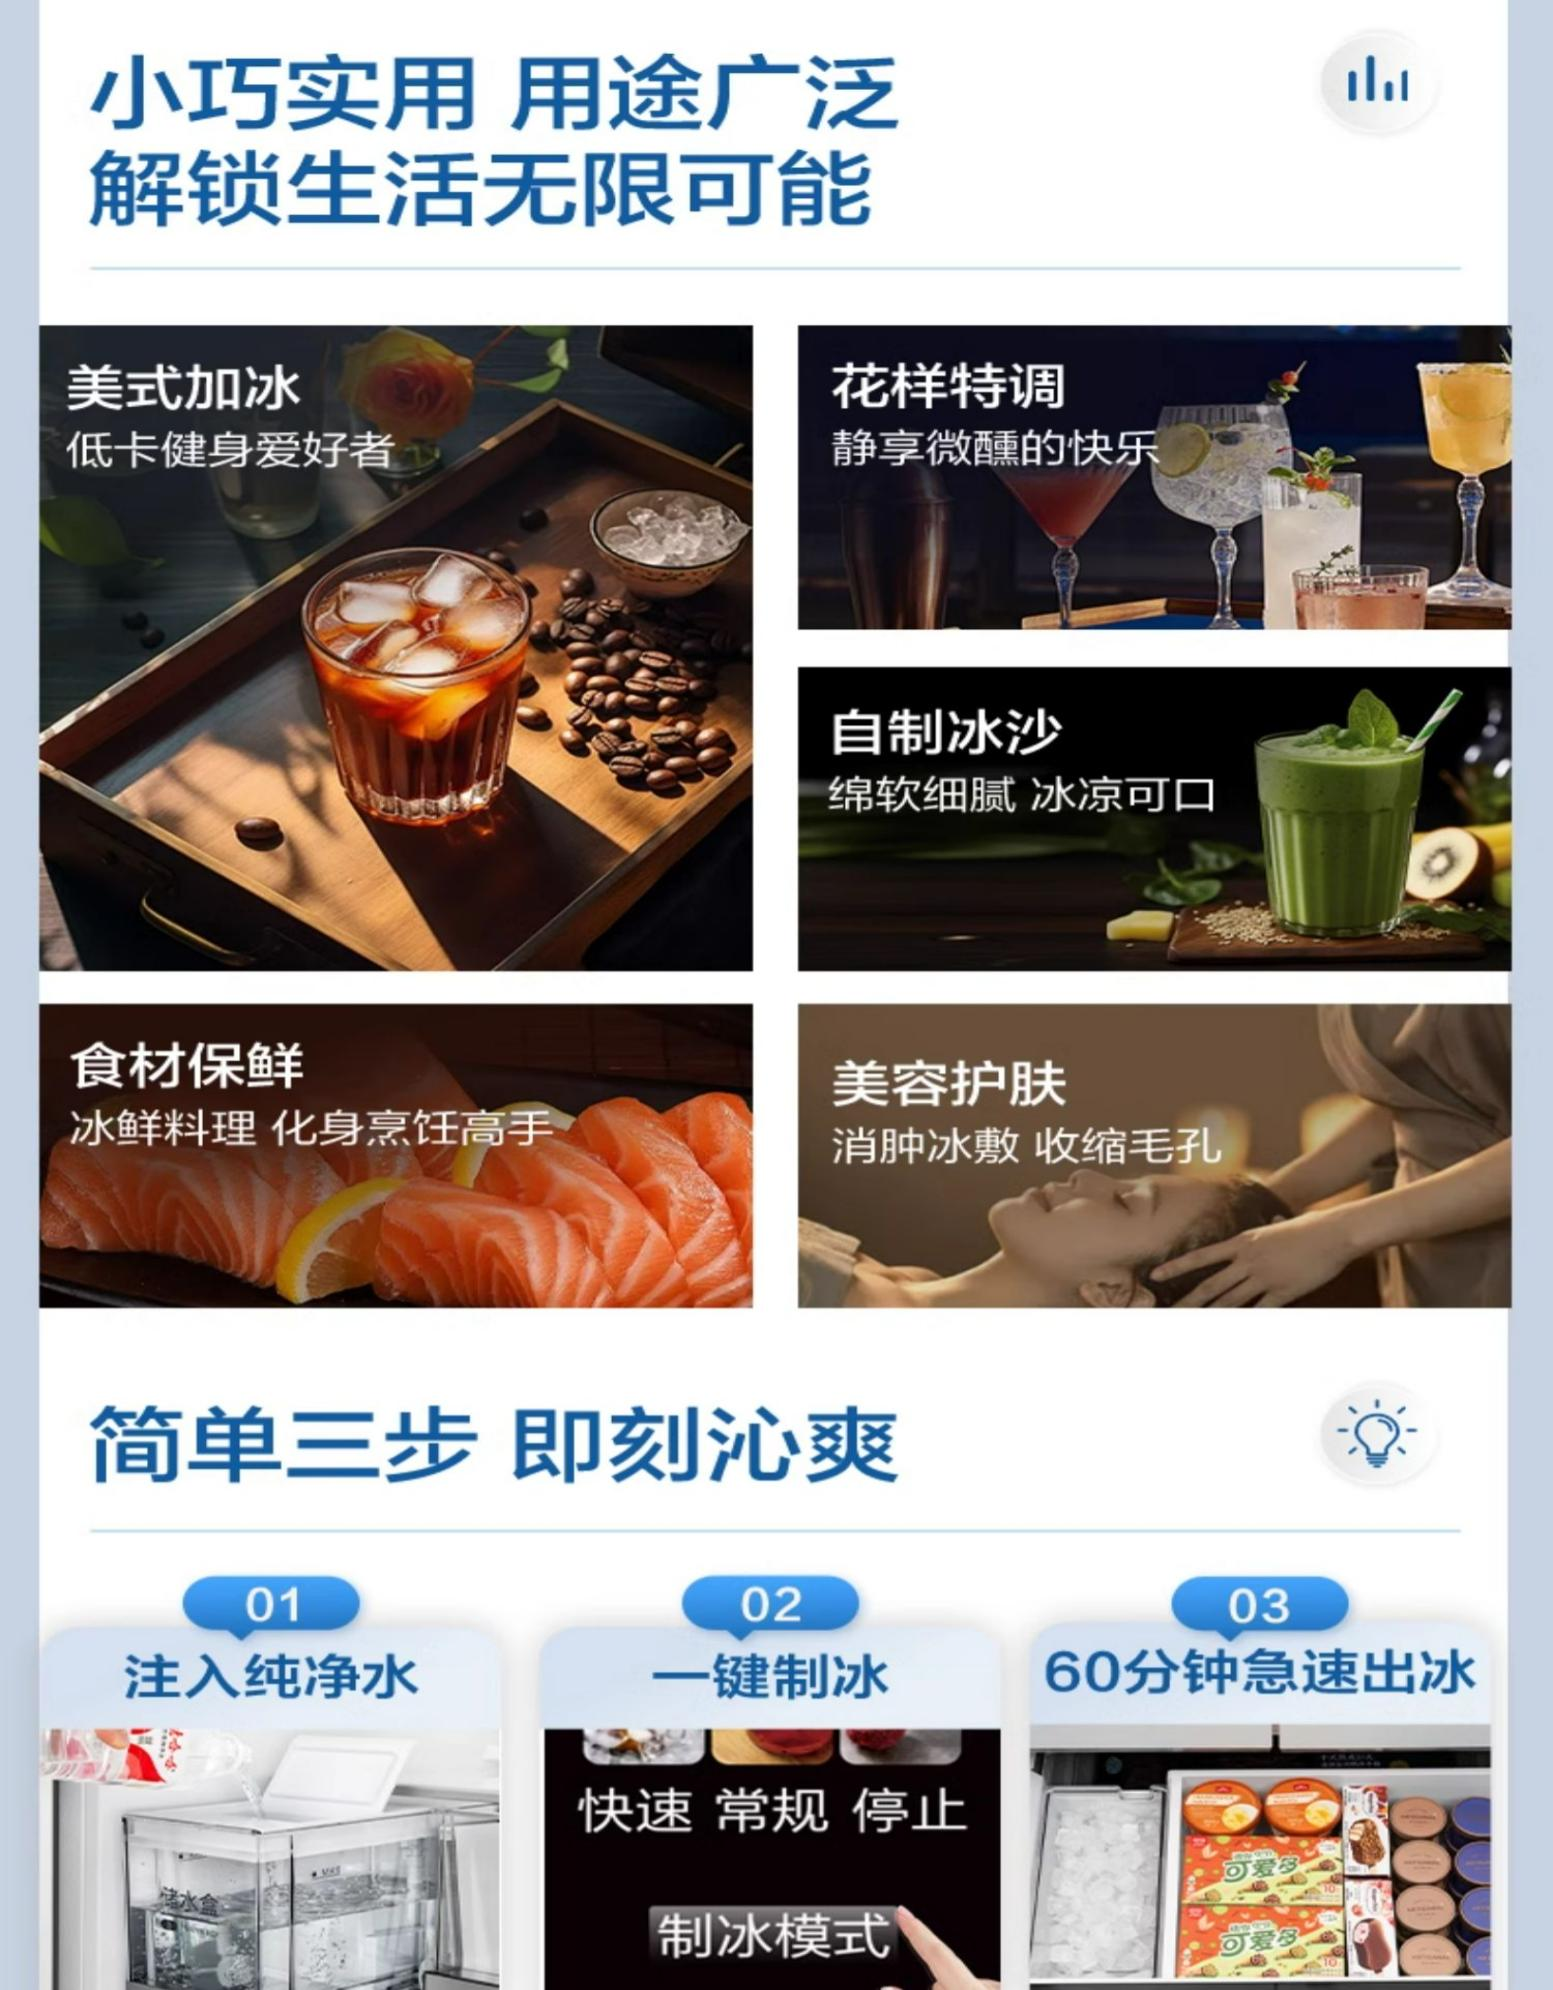 小巧实用 用途广泛
解锁生活无限可能
美式加冰
低卡健身爱好者
花样特调
静享微醺的快乐
自制冰沙
绵软细腻 冰凉可口
食材保鲜
冰鲜料理 化身烹饪高手
美容护肤
消肿冰敷 收缩毛孔
简单三步 即刻沁爽
01
注入纯净水
02
一键制冰
03
60分钟急速出冰
快速 常规 停止
制冰模式
储水盒
可爱多
可爱多